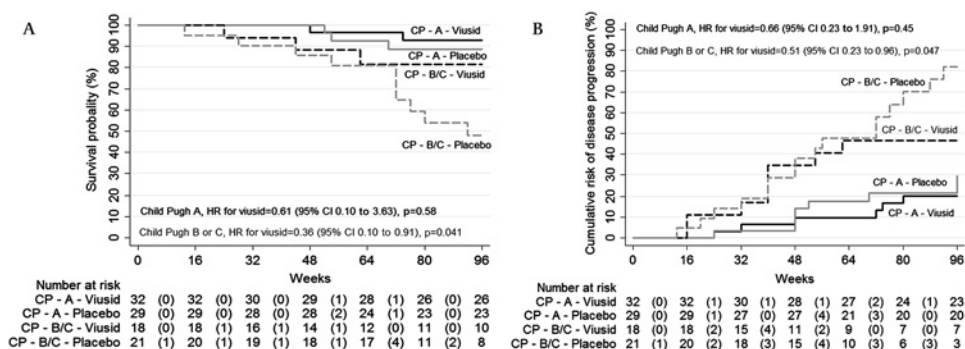 A
Survival probality (%)
100
90
80
70
60
50
40
30
20
10
0
CP - A - Viusid
CP - A - Placebo
CP - B/C - Viusid
CP - B/C - Placebo
Child Pugh A, HR for viusid=0.61 (95% CI 0.10 to 3.63), p=0.58
Child Pugh B or C, HR for viusid=0.36 (95% CI 0.10 to 0.91), p=0.041
0 16 32 48 64 80 96
Weeks
Number at risk
CP - A - Viusid 32 (0) 32 (0) 30 (0) 29 (1) 28 (1) 26 (0) 26
CP - A - Placebo 29 (0) 29 (0) 28 (0) 28 (2) 24 (1) 23 (0) 23
CP - B/C - Viusid 18 (0) 18 (1) 16 (1) 14 (1) 12 (0) 11 (0) 10
CP - B/C - Placebo 21 (1) 20 (1) 19 (1) 18 (1) 17 (4) 11 (2) 8
B
Cumulative risk of disease progression (%)
100
90
80
70
60
50
40
30
20
10
0
Child Pugh A, HR for viusid=0.66 (95% CI 0.23 to 1.91), p=0.45
Child Pugh B or C, HR for viusid=0.51 (95% CI 0.23 to 0.96), p=0.047
CP - B/C - Placebo
CP - B/C - Viusid
CP - A - Placebo
CP - A - Viusid
0 16 32 48 64 80 96
Weeks
Number at risk
CP - A - Viusid 32 (0) 32 (1) 30 (1) 28 (1) 27 (2) 24 (1) 23
CP - A - Placebo 29 (0) 29 (1) 27 (0) 27 (4) 21 (3) 20 (0) 20
CP - B/C - Viusid 18 (0) 18 (2) 15 (4) 11 (2) 9 (0) 7 (0) 7
CP - B/C - Placebo 21 (1) 20 (2) 18 (3) 15 (4) 10 (3) 6 (3) 3